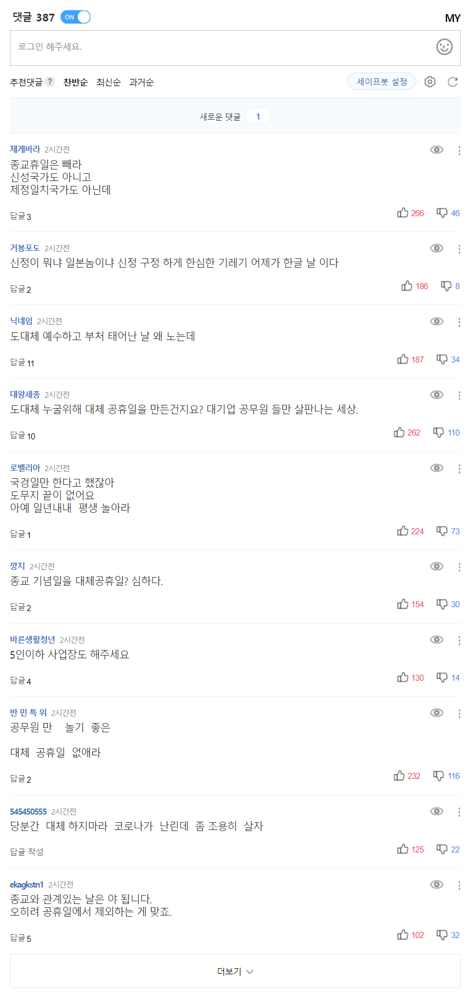 댓글 387 ON
MY
로그인 해주세요.
추천댓글 ? 찬반순 최신순 과거순 세이프봇 설정
새로운 댓글 1
체게바라 2시간전
종교휴일은 빼라
신성국가도 아니고
제정일치국가도 아닌데
답글 3 266 46
거봉포도 2시간전
신정이 뭐냐 일본놈이냐 신정 구정 하게 한심한 기레기 어제가 한글 날 이다
답글 2 186 8
닉네임 2시간전
도대체 예수하고 부처 태어난 날 왜 노는데
답글 11 187 34
대왕세종 2시간전
도대체 누굴위해 대체 공휴일을 만든건지요? 대기업 공무원 들만 살판나는 세상.
답글 10 262 110
로벨리아 2시간전
국경일만 한다고 했잖아
도무지 끝이 없어요
아예 일년내내 평생 놀아라
답글 1 224 73
깡지 2시간전
종교 기념일을 대체공휴일? 심하다.
답글 2 154 30
바른생활청년 2시간전
5인이하 사업장도 해주세요
답글 4 130 14
반 민 특 위 2시간전
공무원 만 놀기 좋은
대체 공휴일 없애라
답글 2 232 116
545450555 2시간전
당분간 대체 하지마라 코로나가 난린데 좀 조용히 살자
답글 작성 125 22
ekagkstn1 2시간전
종교와 관계있는 날은 야 됩니다.
오히려 공휴일에서 제외하는 게 맞죠.
답글 5 102 32
더보기